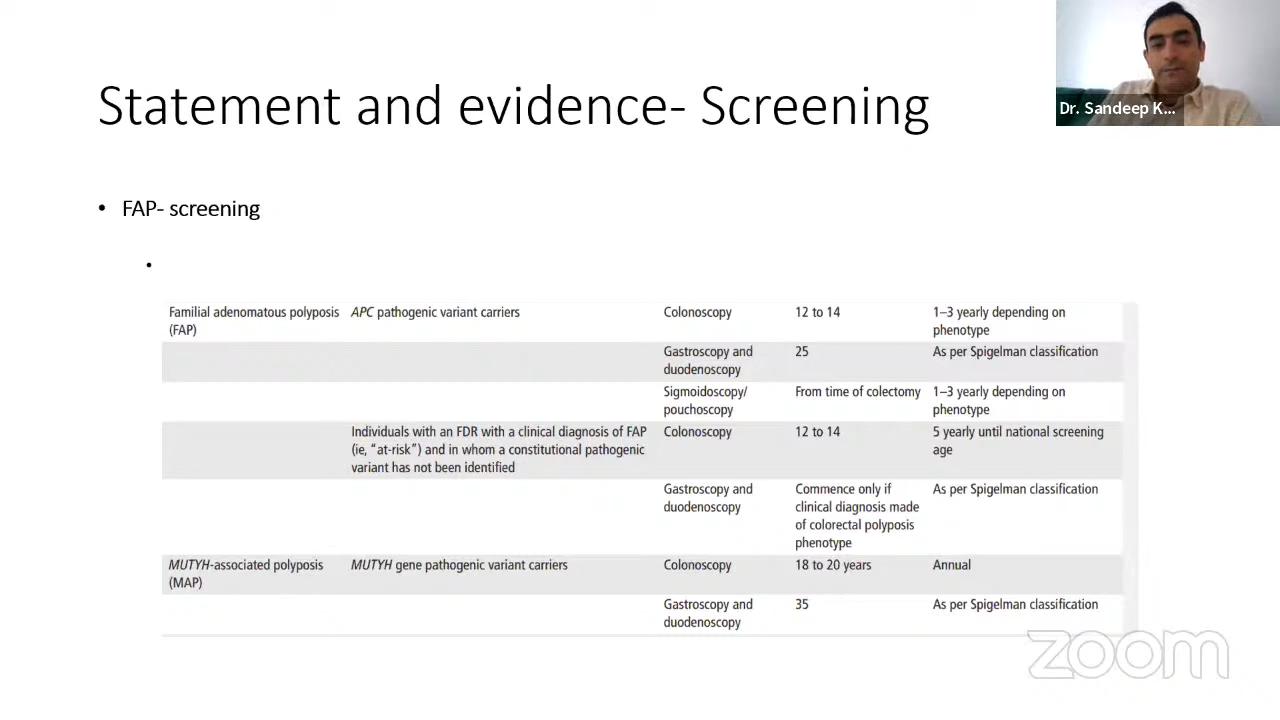 Statement and evidence- Screening
Dr. Sandeep K...
• FAP- screening
•
Familial adenomatous polyposis (FAP)
APC pathogenic variant carriers
Colonoscopy
12 to 14
1–3 yearly depending on
phenotype
Gastroscopy and
duodenoscopy
25
As per Spigelman classification
Sigmoidoscopy/
pouchoscopy
From time of colectomy
1–3 yearly depending on
phenotype
Individuals with an FDR with a clinical diagnosis of FAP
(ie, “at-risk”) and in whom a constitutional pathogenic
variant has not been identified
Colonoscopy
12 to 14
5 yearly until national screening
age
Gastroscopy and
duodenoscopy
Commence only if
clinical diagnosis made
of colorectal polyposis
phenotype
As per Spigelman classification
MUTYH-associated polyposis
(MAP)
MUTYH gene pathogenic variant carriers
Colonoscopy
18 to 20 years
Annual
Gastroscopy and
duodenoscopy
35
As per Spigelman classification
zoom